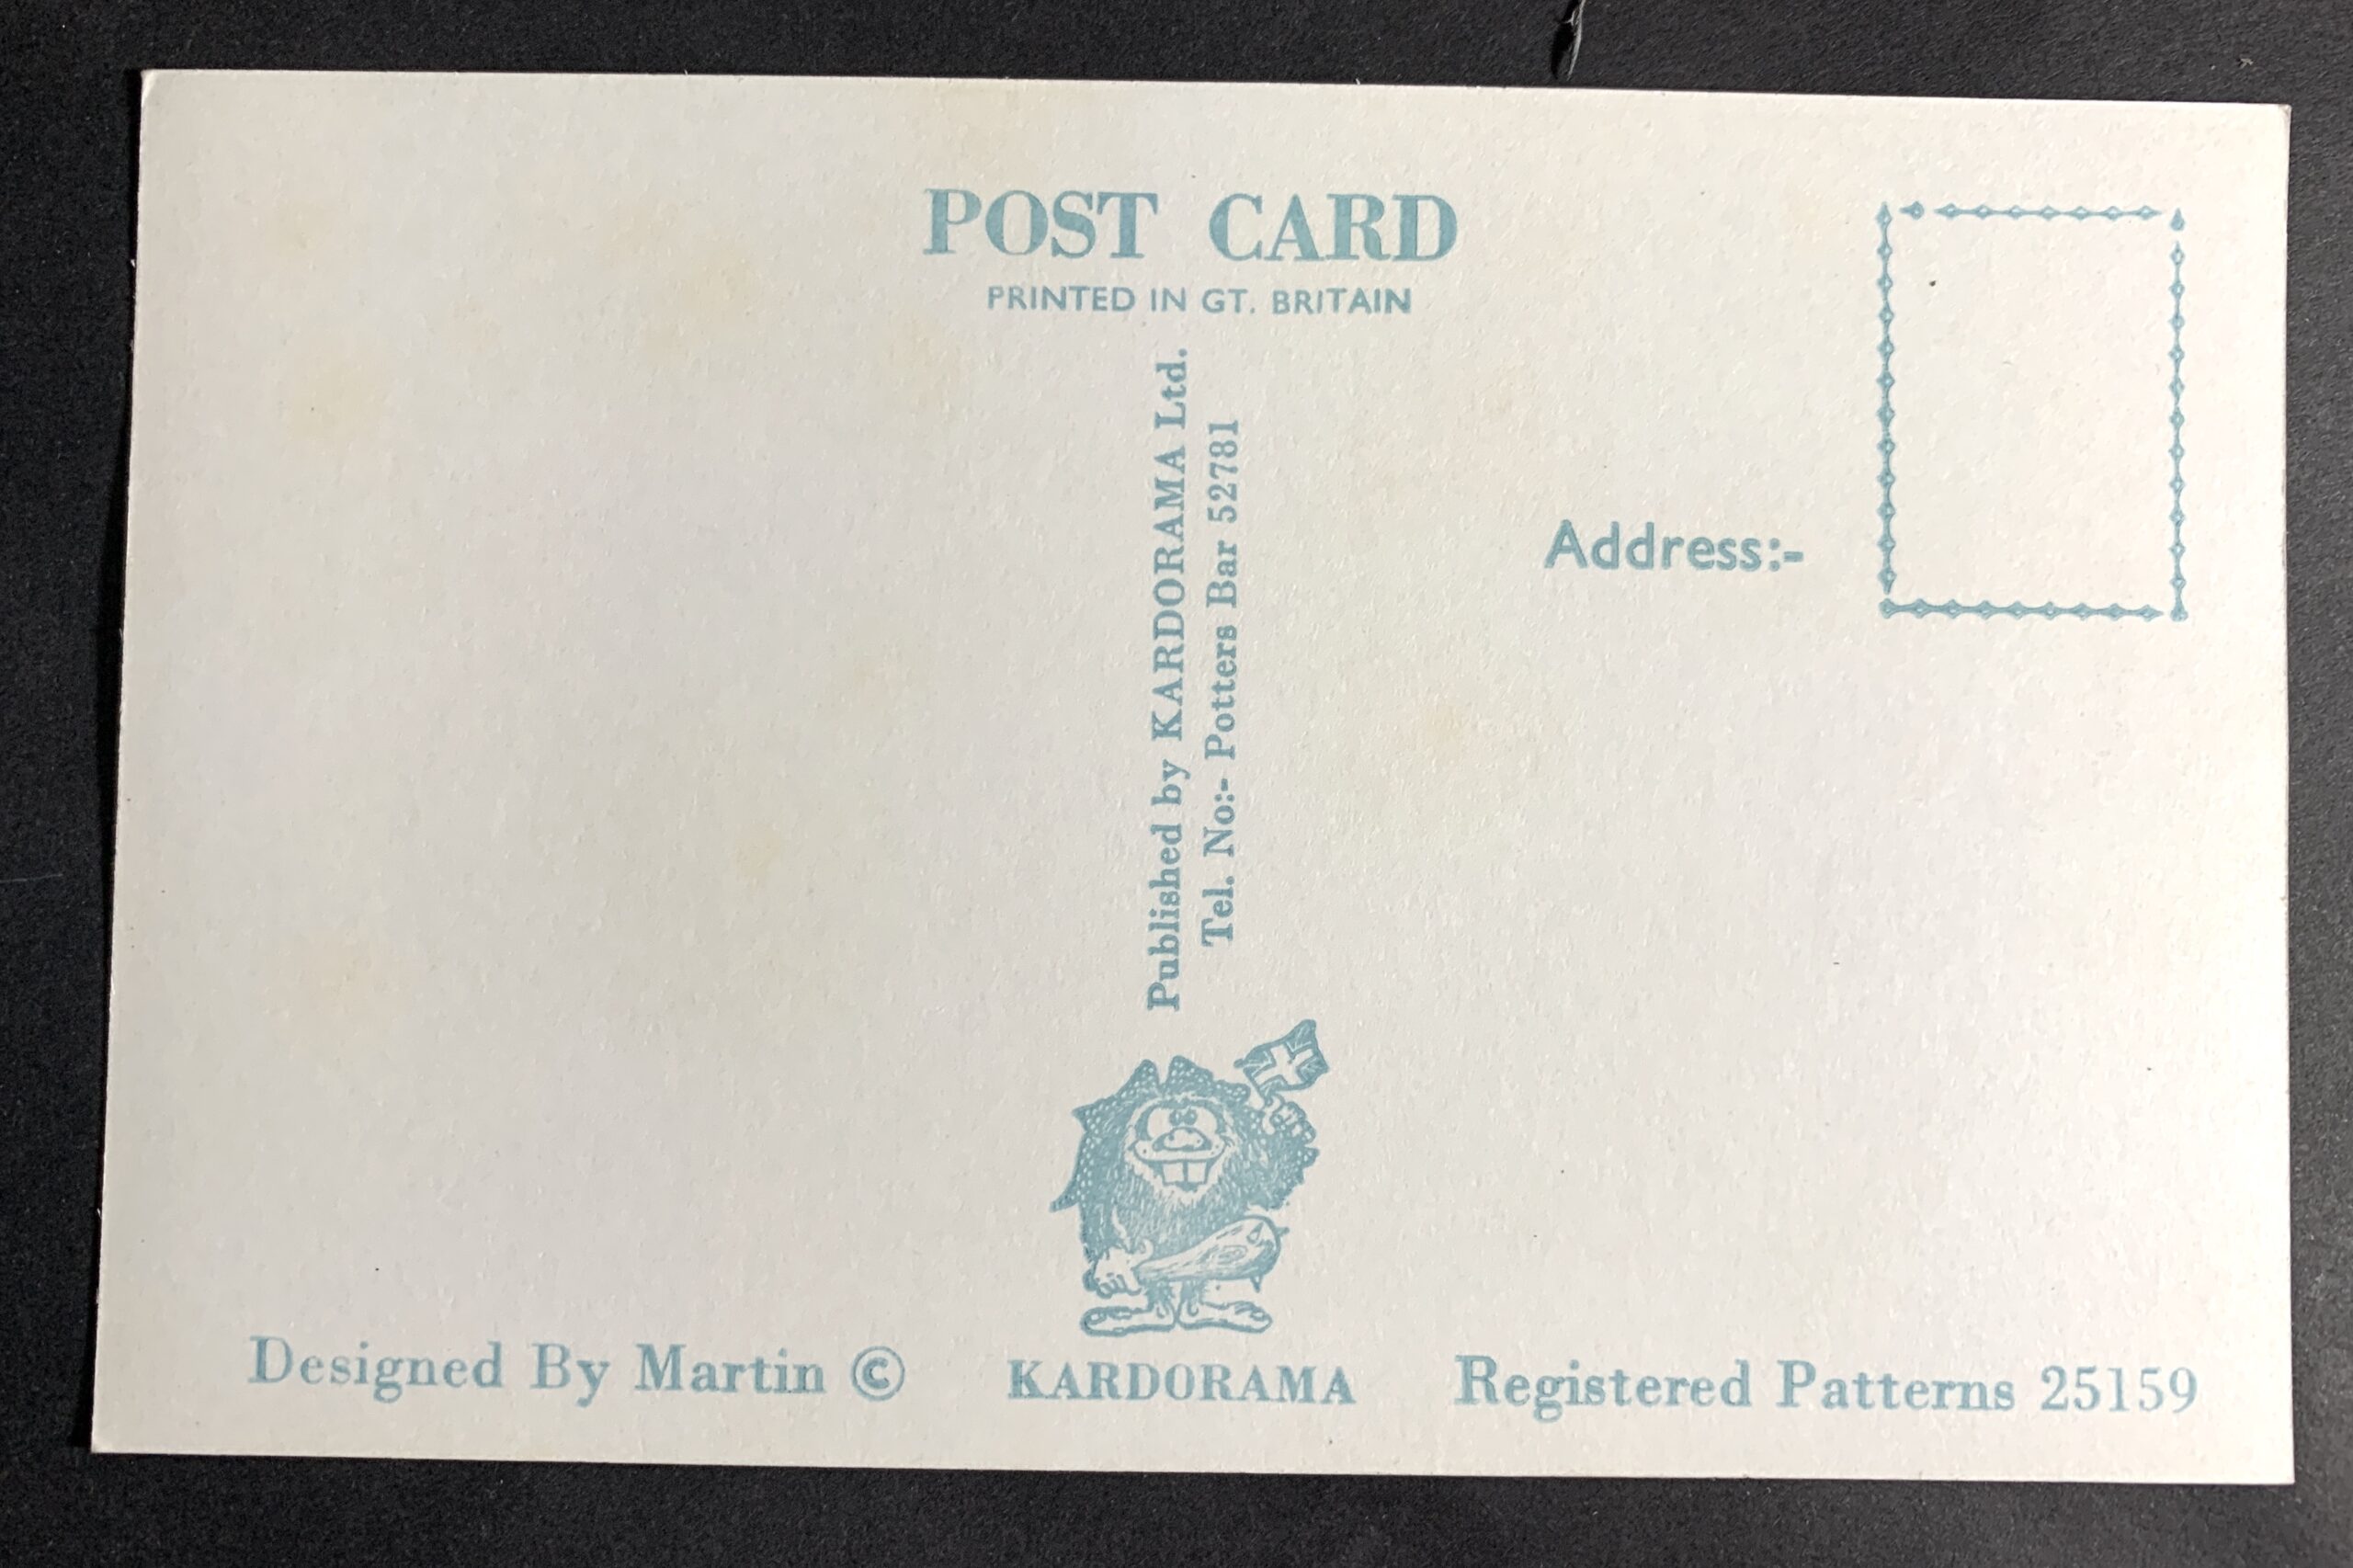 POST CARD
PRINTED IN GT. BRITAIN
Published by KARDORAMA Ltd.
Tel. No:- Potters Bar 52781
Address:-
Designed By Martin ©
KARDORAMA
Registered Patterns 25159